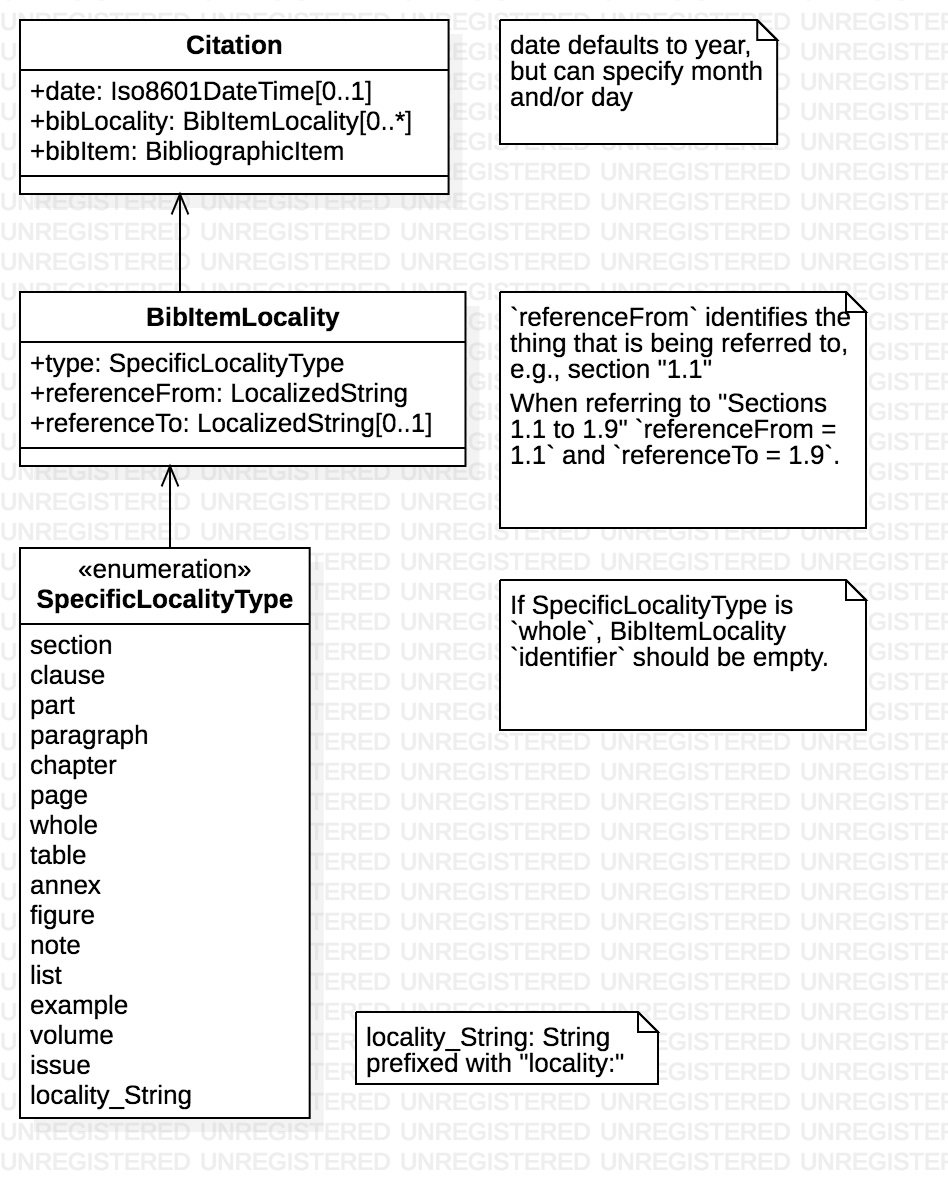 Citation
+date: Iso8601DateTime[0..1]
+bibLocality: BibItemLocality[0..*]
+bibItem: BibliographicItem
date defaults to year,
but can specify month
and/or day
BibItemLocality
+type: SpecificLocalityType
+referenceFrom: LocalizedString
+referenceTo: LocalizedString[0..1]
`referenceFrom` identifies the
thing that is being referred to,
e.g., section "1.1"
When referring to "Sections
1.1 to 1.9" `referenceFrom =
1.1` and `referenceTo = 1.9`.
«enumeration»
SpecificLocalityType
section
clause
part
paragraph
chapter
page
whole
table
annex
figure
note
list
example
volume
issue
locality_String
If SpecificLocalityType is
`whole`, BibItemLocality
`identifier` should be empty.
locality_String: String
prefixed with "locality:"
UNREGISTERED